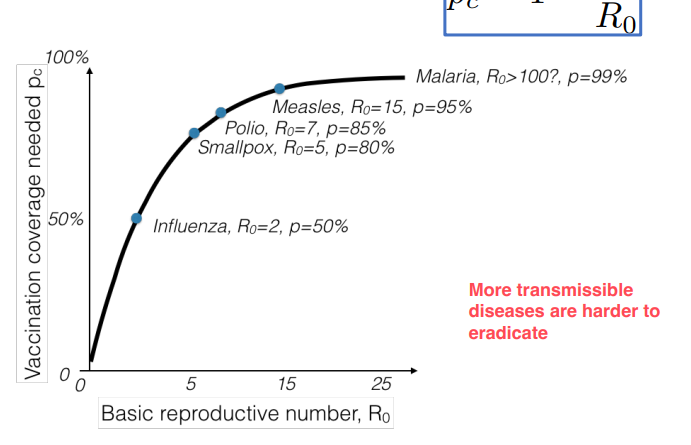 p_c
R₀
100%
Malaria, R₀>100?, p=99%
Measles, R₀=15, p=95%
Polio, R₀=7, p=85%
Smallpox, R₀=5, p=80%
50%
Influenza, R₀=2, p=50%
Vaccination coverage needed p_c
More transmissible
diseases are harder to
eradicate
0
0 5 15 25
Basic reproductive number, R₀